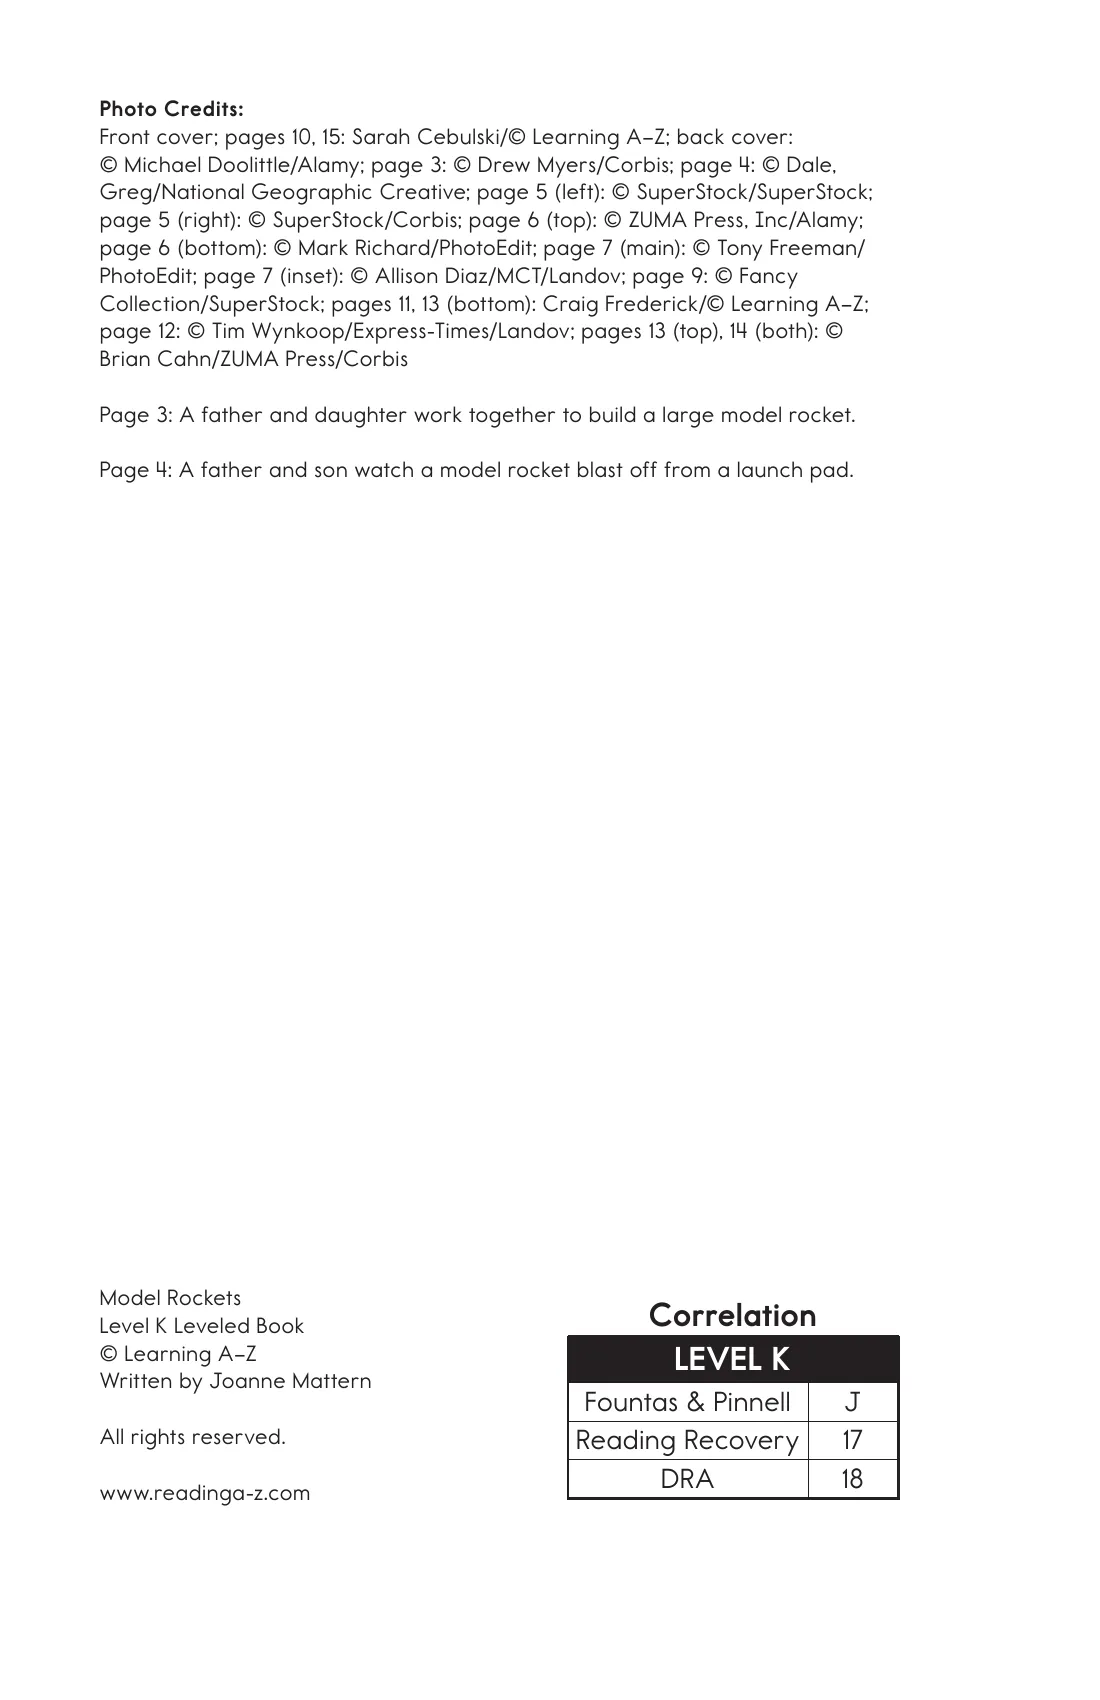 Photo Credits:
Front cover; pages 10, 15: Sarah Cebulski/© Learning A–Z; back cover:
© Michael Doolittle/Alamy; page 3: © Drew Myers/Corbis; page 4: © Dale,
Greg/National Geographic Creative; page 5 (left): © SuperStock/SuperStock;
page 5 (right): © SuperStock/Corbis; page 6 (top): © ZUMA Press, Inc/Alamy;
page 6 (bottom): © Mark Richard/PhotoEdit; page 7 (main): © Tony Freeman/
PhotoEdit; page 7 (inset): © Allison Diaz/MCT/Landov; page 9: © Fancy
Collection/SuperStock; pages 11, 13 (bottom): Craig Frederick/© Learning A–Z;
page 12: © Tim Wynkoop/Express-Times/Landov; pages 13 (top), 14 (both): ©
Brian Cahn/ZUMA Press/Corbis
Page 3: A father and daughter work together to build a large model rocket.
Page 4: A father and son watch a model rocket blast off from a launch pad.
Model Rockets
Level K Leveled Book
© Learning A–Z
Written by Joanne Mattern
All rights reserved.
www.readinga-z.com
Correlation
LEVEL K
Fountas & Pinnell J
Reading Recovery 17
DRA 18